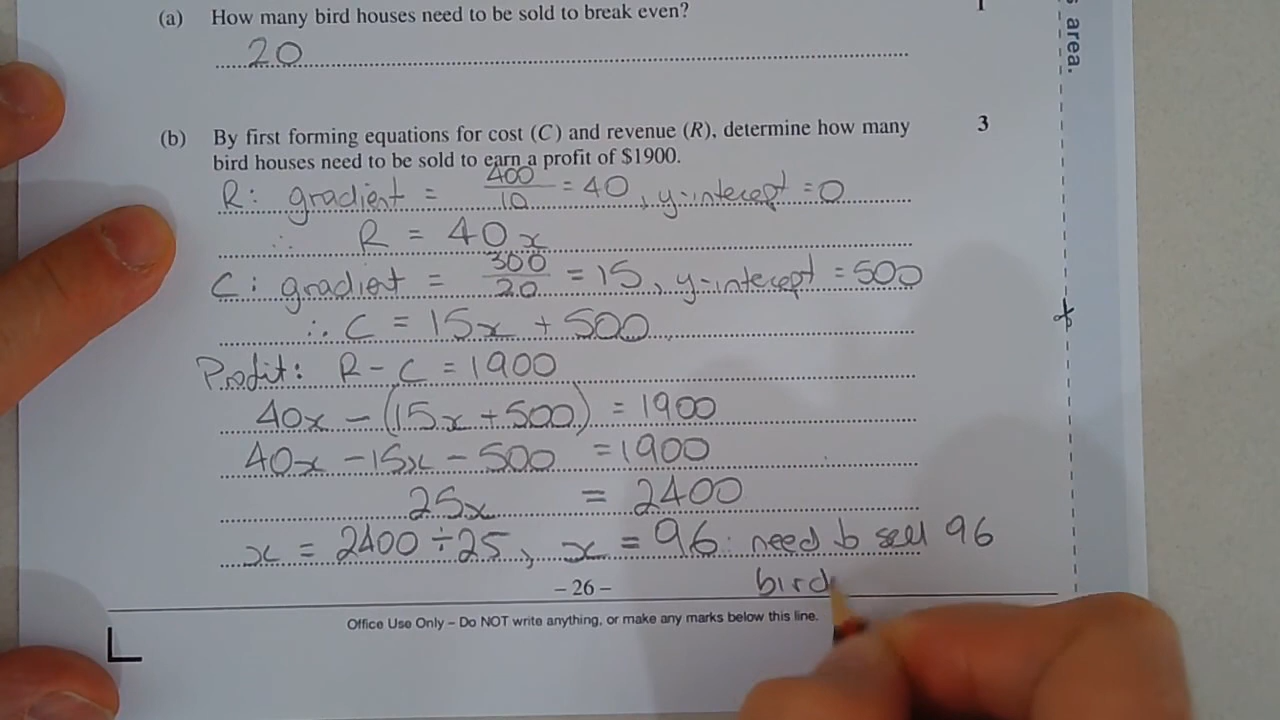 (a) How many bird houses need to be sold to break even? 1
20
s area.
(b) By first forming equations for cost (C) and revenue (R), determine how many 3
bird houses need to be sold to earn a profit of $1900.
R: gradient = 400/10 = 40, y-intecept = 0
∴ R = 40x
C: gradient = 300/20 = 15, y-intecept = 500
∴ C = 15x + 500
Profit: R - C = 1900
40x - (15x + 500) = 1900
40x - 15x - 500 = 1900
25x = 2400
x = 2400 ÷ 25, x = 96 ∴ need to sell 96
bird
– 26 –
Office Use Only – Do NOT write anything, or make any marks below this line.